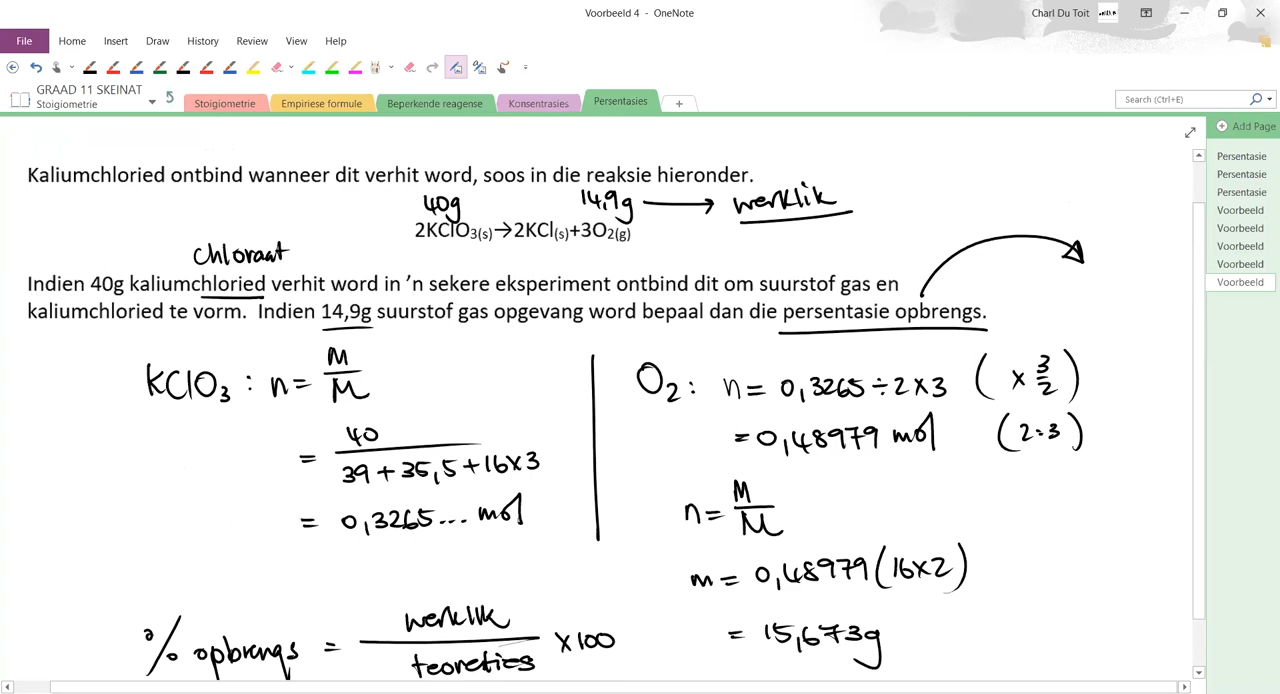 Voorbeeld 4 - OneNote
Charl Du Toit
File Home Insert Draw History Review View Help
GRAAD 11 SKEINAT
Stoigiometrie
Stoigiometrie Empiriese formule Beperkende reagense Konsentrasies Persentasies +
Search (Ctrl+E)
Add Page
Persentasie
Persentasie
Persentasie
Voorbeeld
Voorbeeld
Voorbeeld
Voorbeeld
Voorbeeld
Kaliumchloried ontbind wanneer dit verhit word, soos in die reaksie hieronder.
40g 14,9g → werklik
2KClO₃(s)→2KCl(s)+3O₂(g)
chloraat
Indien 40g kaliumchloried verhit word in 'n sekere eksperiment ontbind dit om suurstof gas en
kaliumchloried te vorm. Indien 14,9g suurstof gas opgevang word bepaal dan die persentasie opbrengs.
KClO₃ : n = m/M
= 40/(39+35,5+16×3)
= 0,3265... mol
O₂ : n = 0,3265÷2×3 (×3/2)
= 0,48979 mol (2:3)
n = m/M
m = 0,48979(16×2)
= 15,673g
% opbrengs = werklik/teoreties ×100